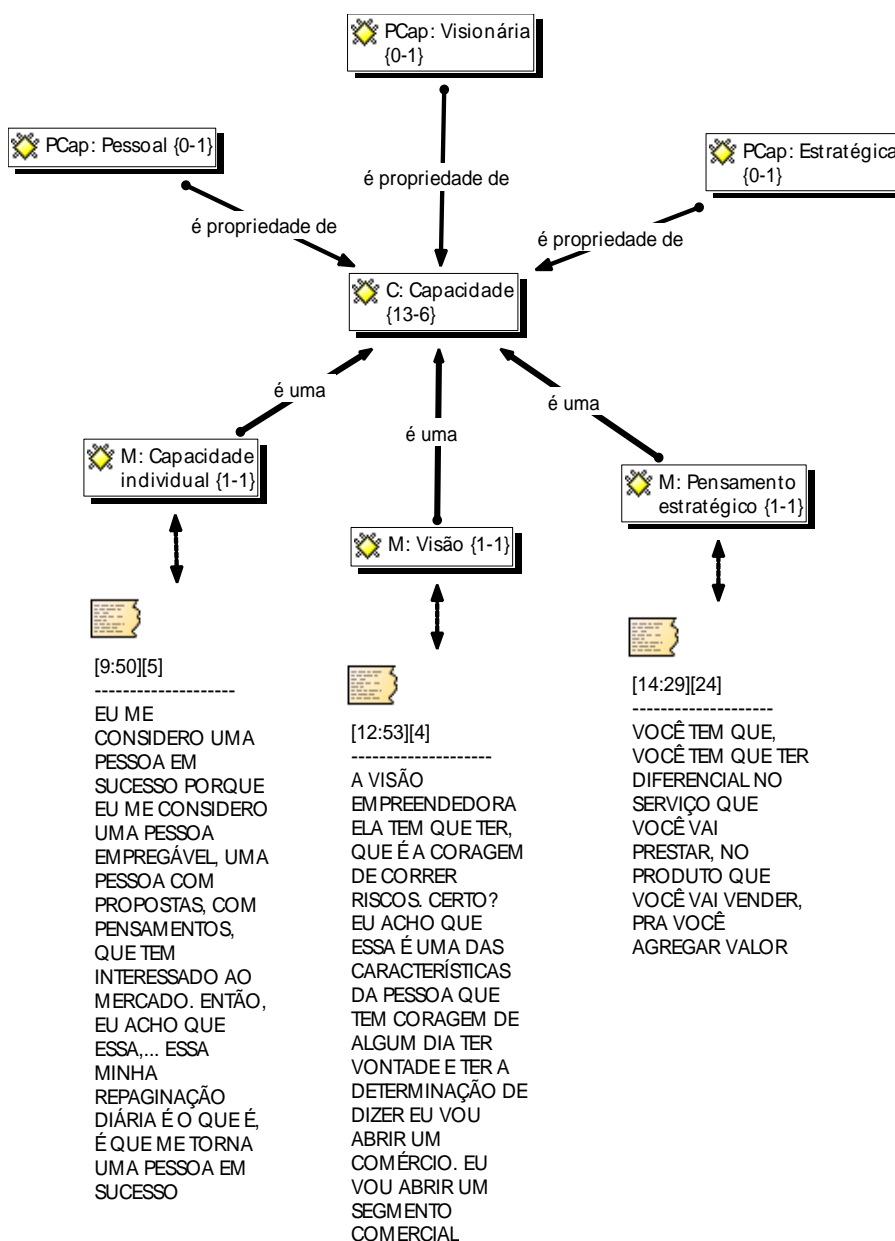 PCap: Visionária
{0-1}
PCap: Pessoal {0-1}
PCap: Estratégica
{0-1}
é propriedade de
é propriedade de
é propriedade de
C: Capacidade
{13-6}
é uma
é uma
é uma
M: Capacidade
individual {1-1}
M: Visão {1-1}
M: Pensamento
estratégico {1-1}
[9:50][5]
---------------------
EU ME
CONSIDERO UMA
PESSOA EM
SUCESSO PORQUE
EU ME CONSIDERO
UMA PESSOA
EMPREGÁVEL, UMA
PESSOA COM
PROPOSTAS, COM
PENSAMENTOS,
QUE TEM
INTERESSADO AO
MERCADO. ENTÃO,
EU ACHO QUE
ESSA,... ESSA
MINHA
REPAGINAÇÃO
DIÁRIA É O QUE É,
É QUE ME TORNA
UMA PESSOA EM
SUCESSO
[12:53][4]
---------------------
A VISÃO
EMPREENDEDORA
ELA TEM QUE TER,
QUE É A CORAGEM
DE CORRER
RISCOS. CERTO?
EU ACHO QUE
ESSA É UMA DAS
CARACTERÍSTICAS
DA PESSOA QUE
TEM CORAGEM DE
ALGUM DIA TER
VONTADE E TER A
DETERMINAÇÃO DE
DIZER EU VOU
ABRIR UM
COMÉRCIO. EU
VOU ABRIR UM
SEGMENTO
COMERCIAL
[14:29][24]
---------------------
VOCÊ TEM QUE,
VOCÊ TEM QUE TER
DIFERENCIAL NO
SERVIÇO QUE
VOCÊ VAI
PRESTAR, NO
PRODUTO QUE
VOCÊ VAI VENDER,
PRA VOCÊ
AGREGAR VALOR